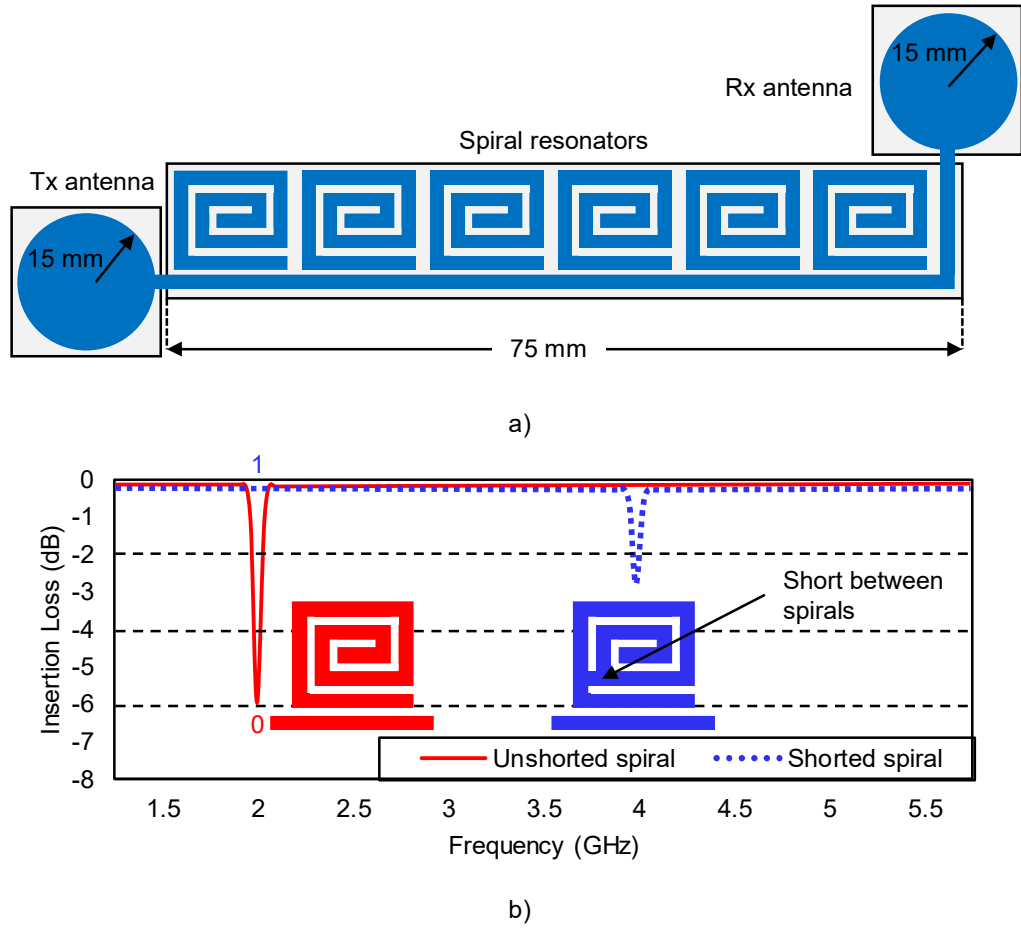 15 mm
Rx antenna
Spiral resonators
Tx antenna
15 mm
75 mm
a)
1
0
-1
-2
-3
-4
-5
-6
-7
-8
Insertion Loss (dB)
Short between
spirals
0
Unshorted spiral
Shorted spiral
1.5 2 2.5 3 3.5 4 4.5 5 5.5
Frequency (GHz)
b)